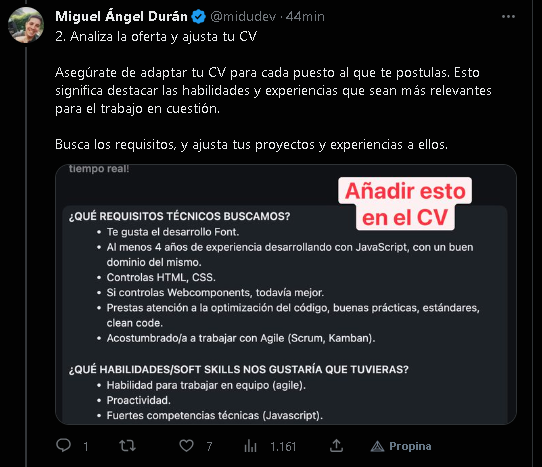 Miguel Ángel Durán @midudev · 44min
2. Analiza la oferta y ajusta tu CV
Asegúrate de adaptar tu CV para cada puesto al que te postulas. Esto
significa destacar las habilidades y experiencias que sean más relevantes
para el trabajo en cuestión.
Busca los requisitos, y ajusta tus proyectos y experiencias a ellos.
tiempo real!
Añadir esto
en el CV
¿QUÉ REQUISITOS TÉCNICOS BUSCAMOS?
• Te gusta el desarrollo Font.
• Al menos 4 años de experiencia desarrollando con JavaScript, con un buen
dominio del mismo.
• Controlas HTML, CSS.
• Si controlas Webcomponents, todavía mejor.
• Prestas atención a la optimización del código, buenas prácticas, estándares,
clean code.
• Acostumbrado/a a trabajar con Agile (Scrum, Kamban).
¿QUÉ HABILIDADES/SOFT SKILLS NOS GUSTARÍA QUE TUVIERAS?
• Habilidad para trabajar en equipo (agile).
• Proactividad.
• Fuertes competencias técnicas (Javascript).
1 7 1.161 Propina